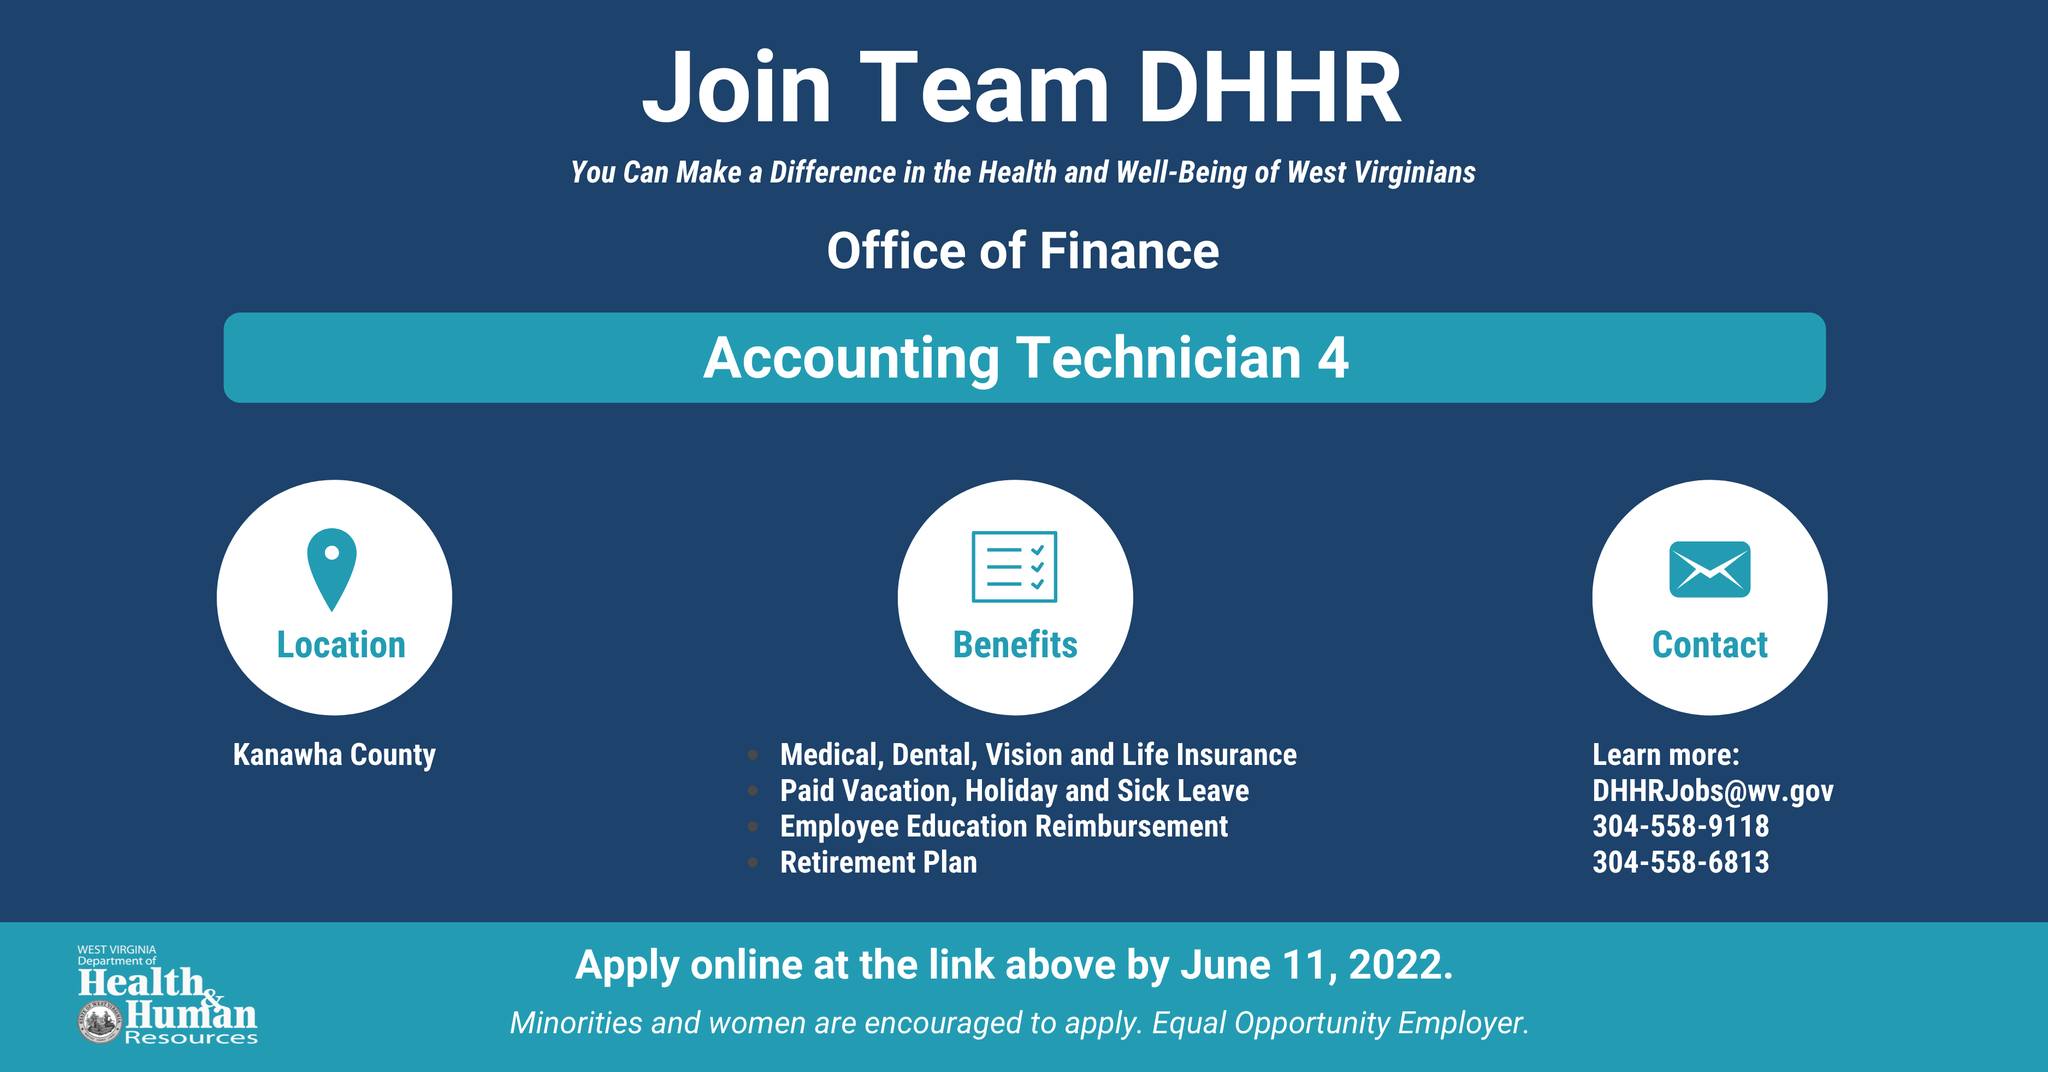 Join Team DHHR
You Can Make a Difference in the Health and Well-Being of West Virginians
Office of Finance
Accounting Technician 4
Location
Kanawha County
Benefits
Medical, Dental, Vision and Life Insurance
Paid Vacation, Holiday and Sick Leave
Employee Education Reimbursement
Retirement Plan
Contact
Learn more:
DHHRJobs@wv.gov
304-558-9118
304-558-6813
WEST VIRGINIA
Department of
Health
&
Human
Resources
Apply online at the link above by June 11, 2022.
Minorities and women are encouraged to apply. Equal Opportunity Employer.